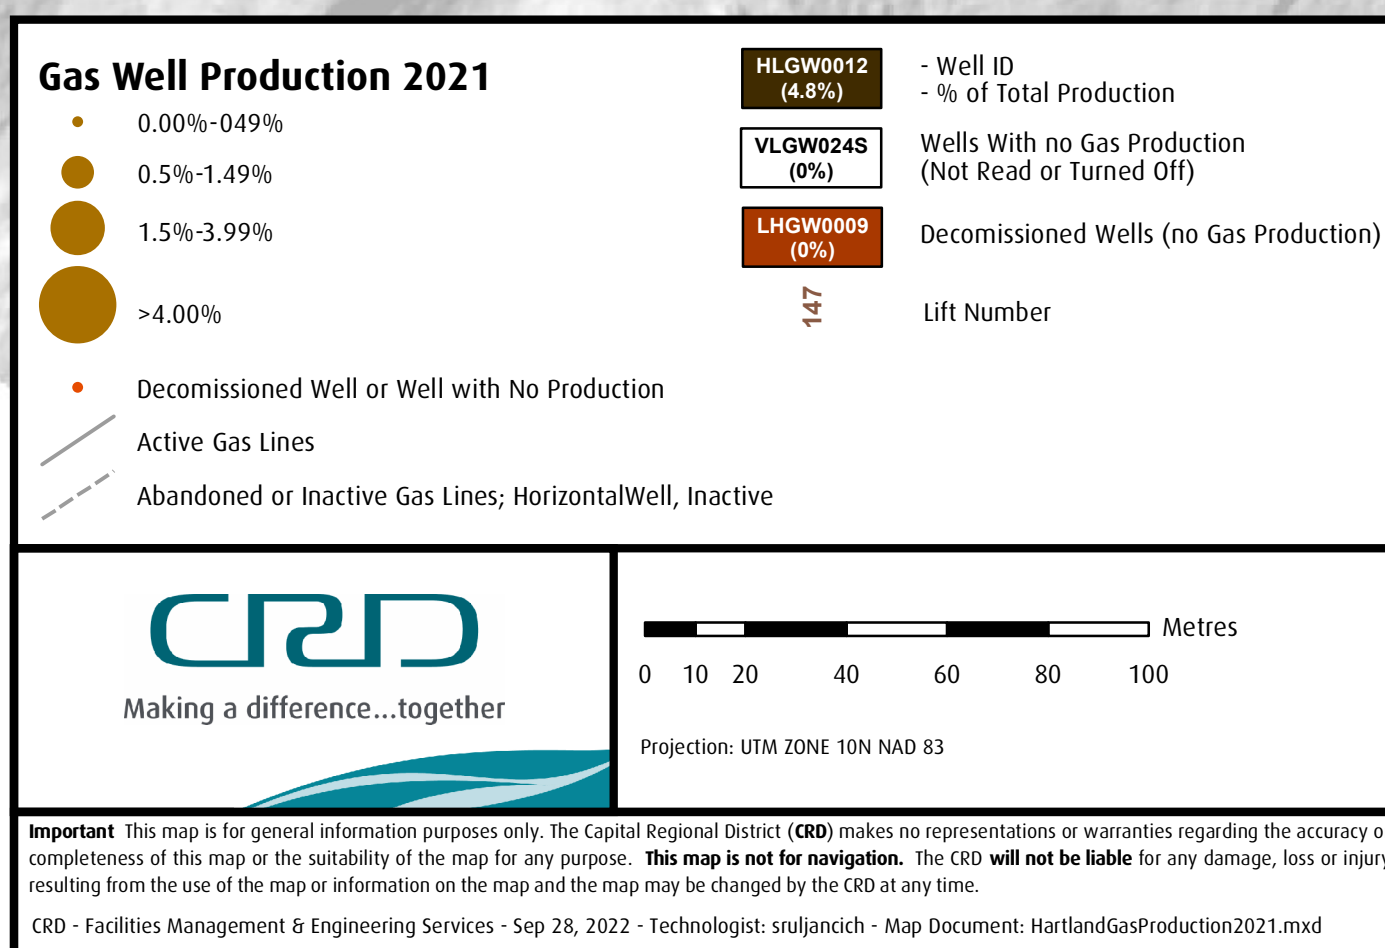 Gas Well Production 2021
0.00%-049%
0.5%-1.49%
1.5%-3.99%
>4.00%
Decomissioned Well or Well with No Production
Active Gas Lines
Abandoned or Inactive Gas Lines; HorizontalWell, Inactive
HLGW0012
(4.8%)
- Well ID
- % of Total Production
VLGW024S
(0%)
Wells With no Gas Production
(Not Read or Turned Off)
LHGW0009
(0%)
Decomissioned Wells (no Gas Production)
147
Lift Number
CRD
Making a difference...together
Metres
0 10 20 40 60 80 100
Projection: UTM ZONE 10N NAD 83
Important This map is for general information purposes only. The Capital Regional District (CRD) makes no representations or warranties regarding the accuracy o
completeness of this map or the suitability of the map for any purpose. This map is not for navigation. The CRD will not be liable for any damage, loss or injury
resulting from the use of the map or information on the map and the map may be changed by the CRD at any time.
CRD - Facilities Management & Engineering Services - Sep 28, 2022 - Technologist: sruljancich - Map Document: HartlandGasProduction2021.mxd